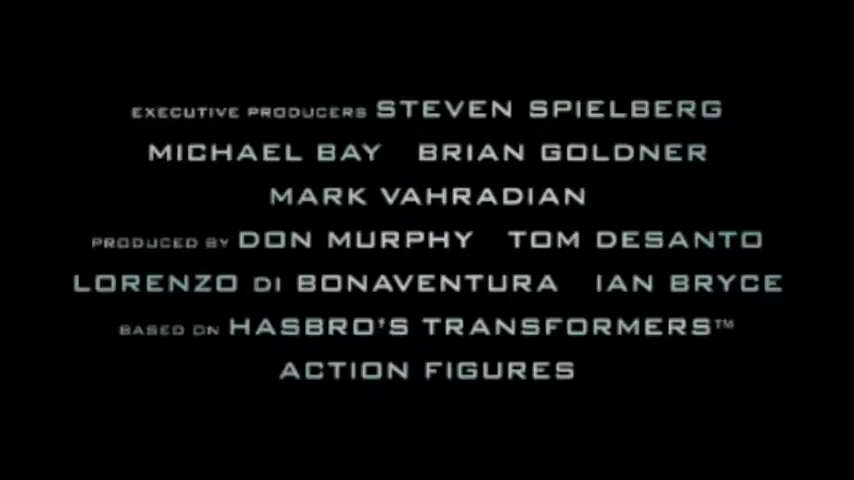 EXECUTIVE PRODUCERS STEVEN SPIELBERG
MICHAEL BAY BRIAN GOLDNER
MARK VAHRADIAN
PRODUCED BY DON MURPHY TOM DESANTO
LORENZO DI BONAVENTURA IAN BRYCE
BASED ON HASBRO'S TRANSFORMERS™
ACTION FIGURES